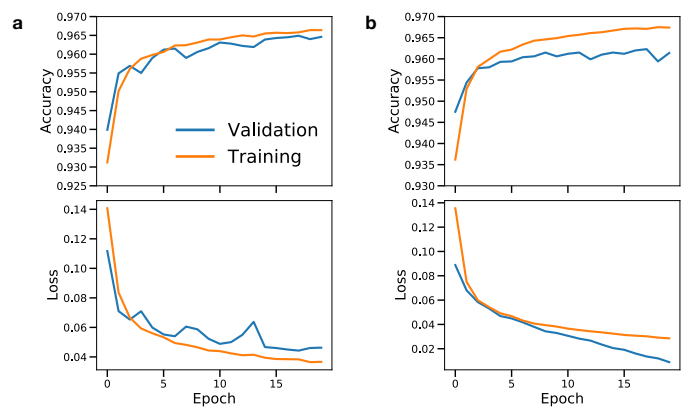 a
0.970
0.965
0.960
0.955
0.950
0.945
0.940
0.935
0.930
0.925
Accuracy
Validation
Training
0.14
0.12
0.10
0.08
0.06
0.04
Loss
0 5 10 15
Epoch
b
0.970
0.965
0.960
0.955
0.950
0.945
0.940
0.935
0.930
Accuracy
0.14
0.12
0.10
0.08
0.06
0.04
0.02
Loss
0 5 10 15
Epoch